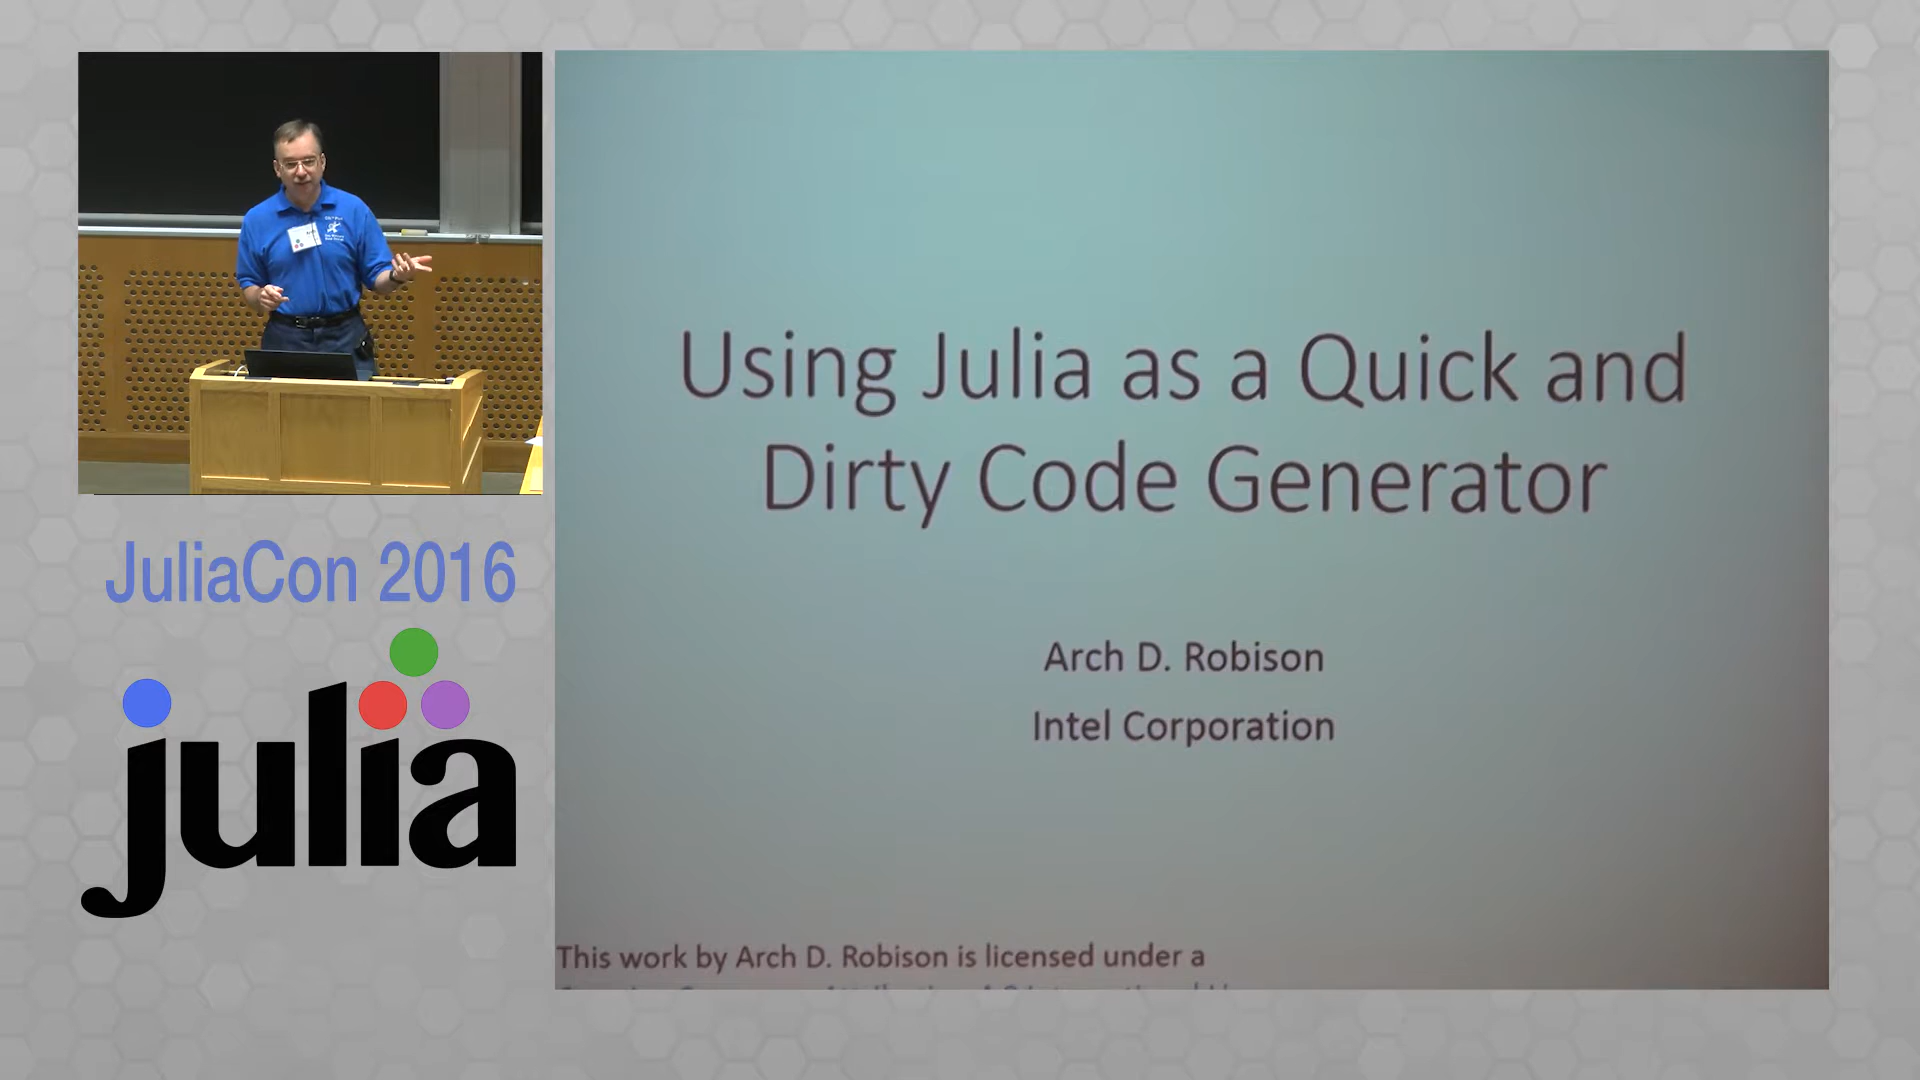 JuliaCon 2016
julia
Using Julia as a Quick and
Dirty Code Generator
Arch D. Robison
Intel Corporation
This work by Arch D. Robison is licensed under a